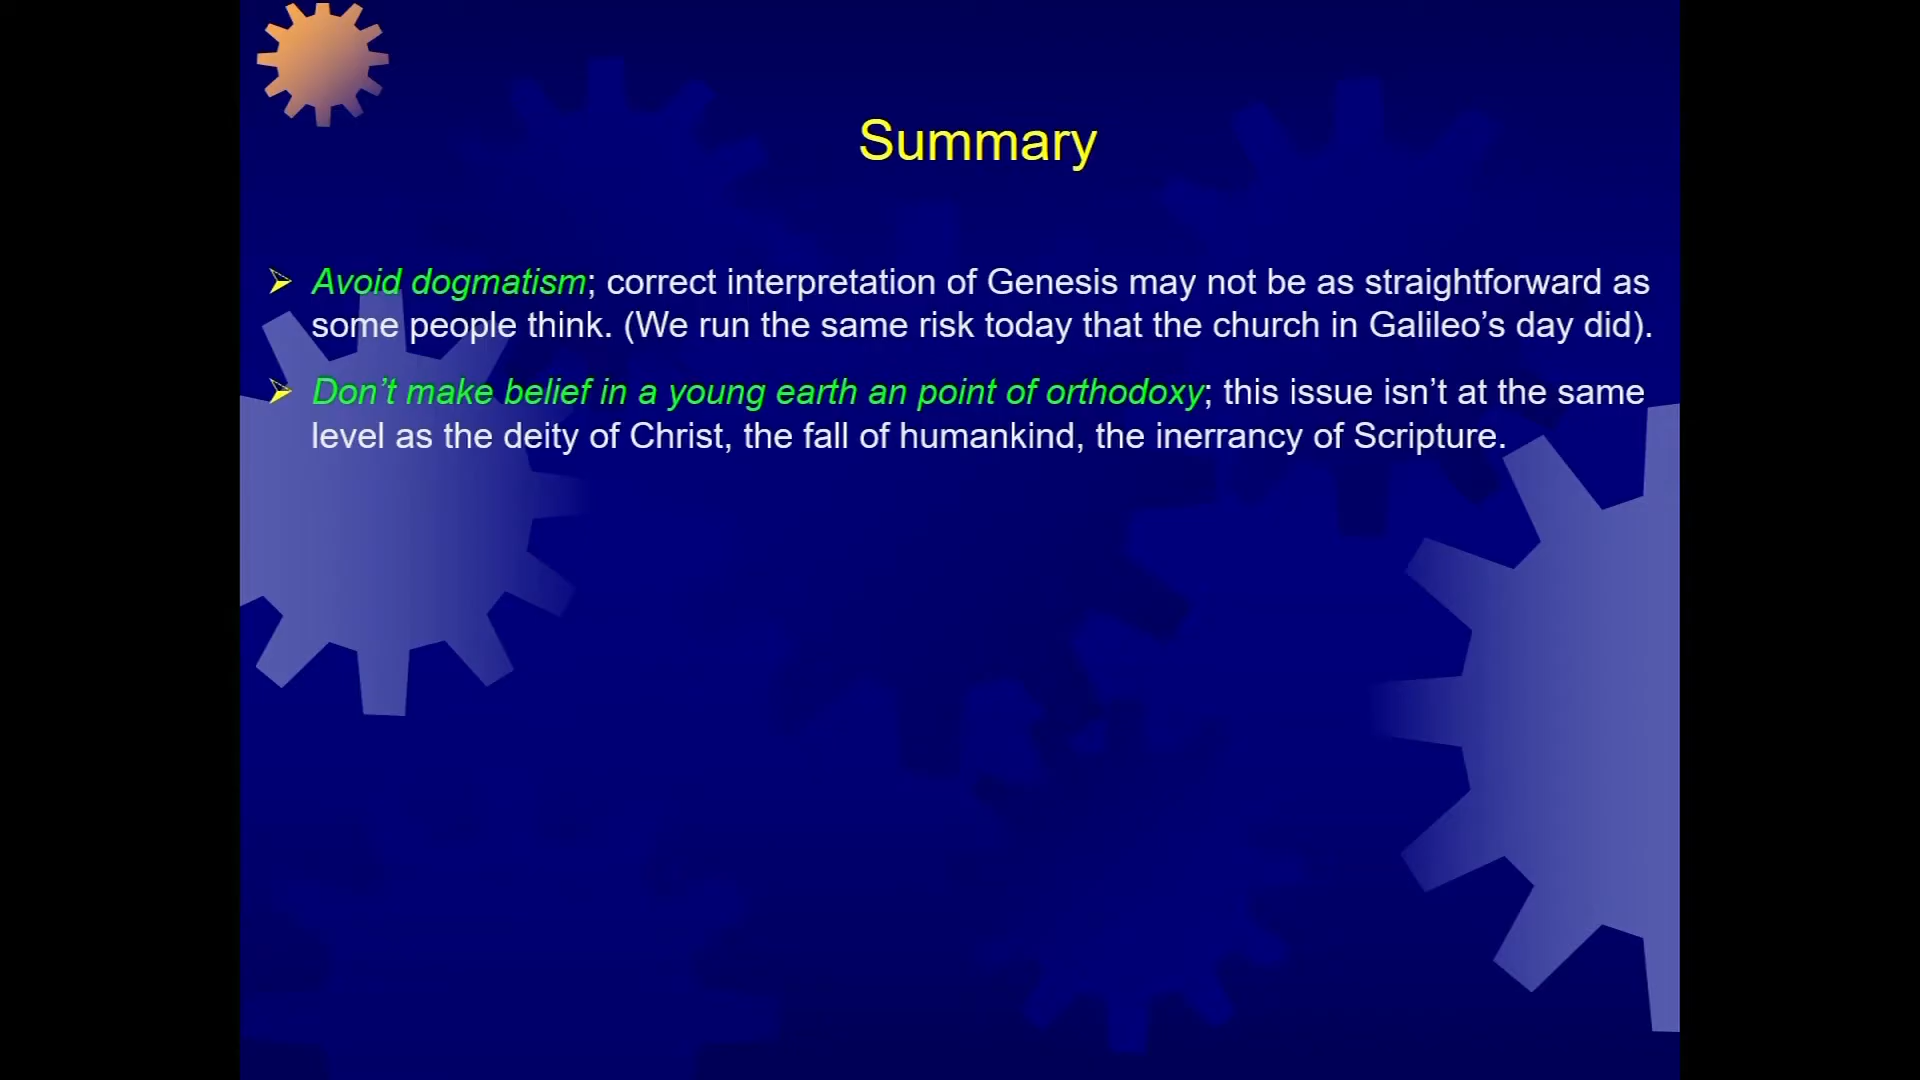 Summary
Avoid dogmatism; correct interpretation of Genesis may not be as straightforward as
some people think. (We run the same risk today that the church in Galileo’s day did).
Don’t make belief in a young earth an point of orthodoxy; this issue isn’t at the same
level as the deity of Christ, the fall of humankind, the inerrancy of Scripture.